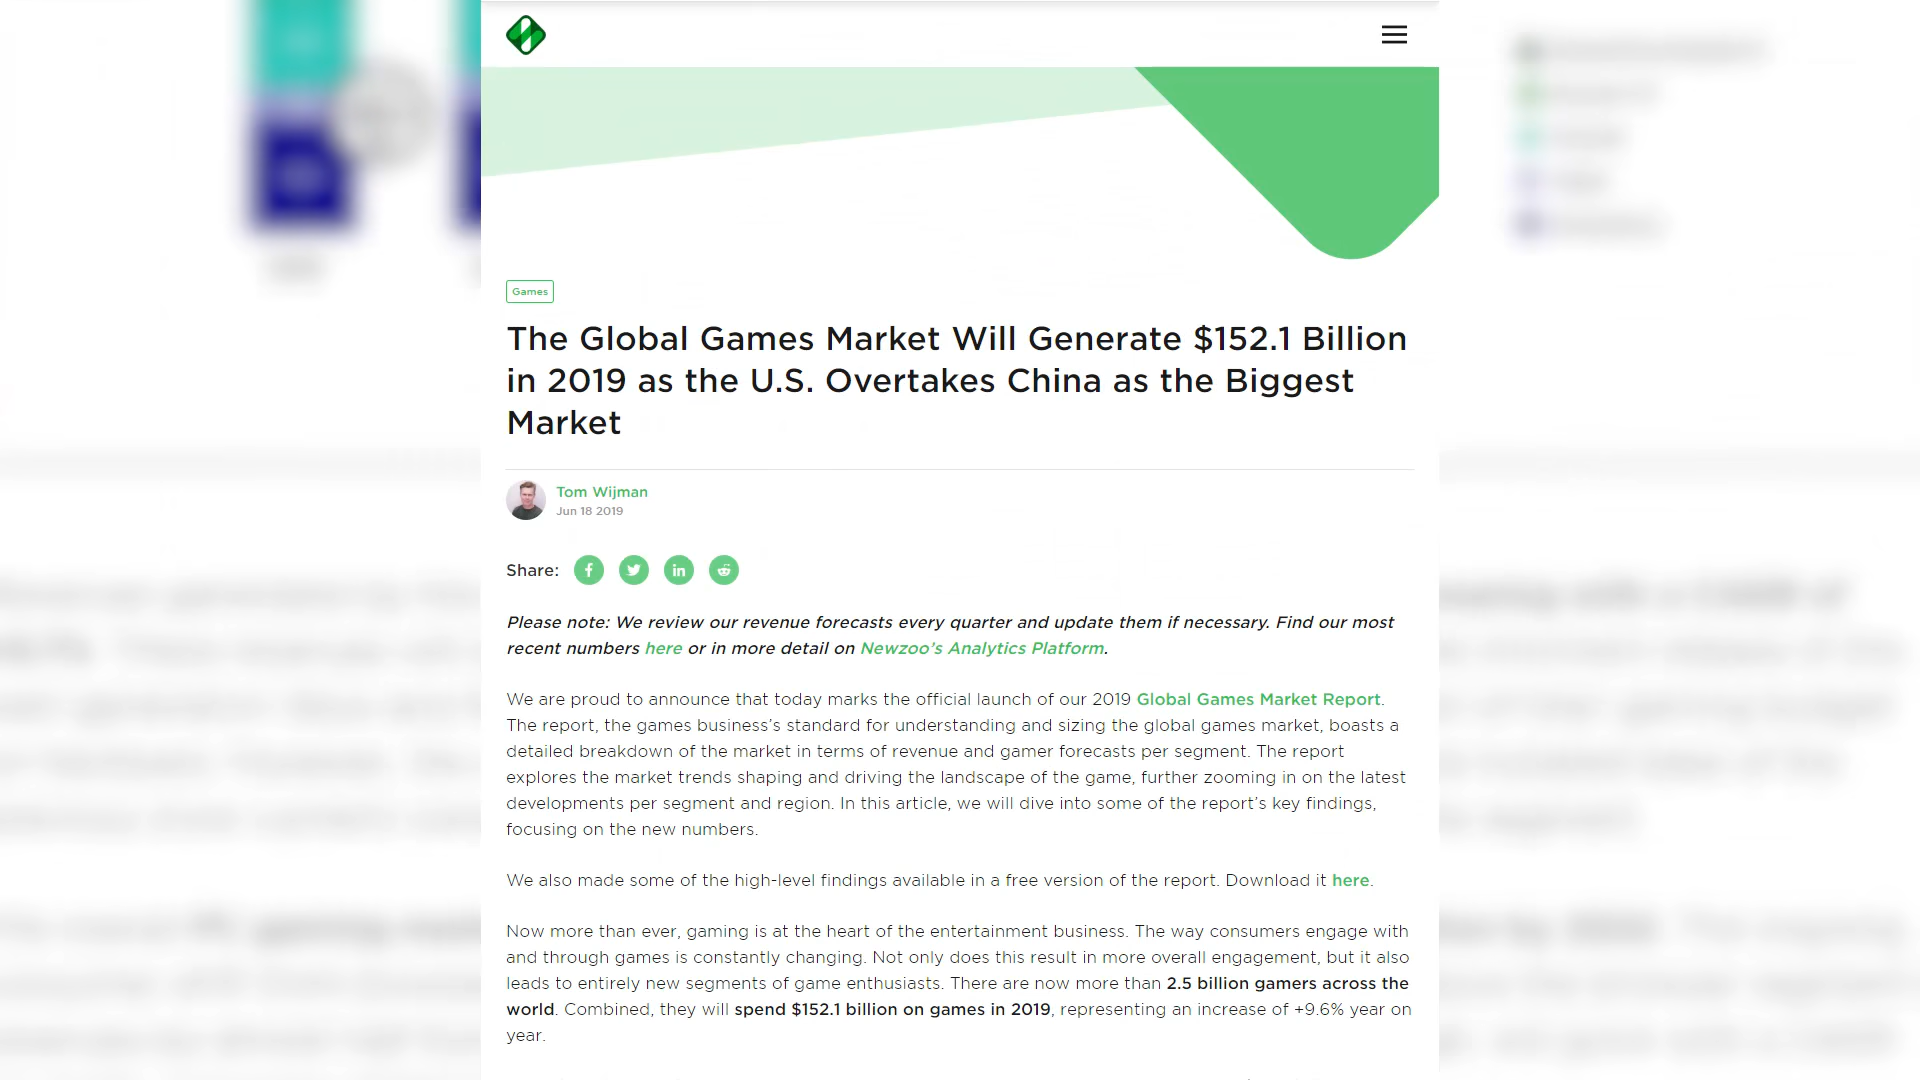 Games
The Global Games Market Will Generate $152.1 Billion
in 2019 as the U.S. Overtakes China as the Biggest
Market
Tom Wijman
Jun 18 2019
Share:
Please note: We review our revenue forecasts every quarter and update them if necessary. Find our most
recent numbers here or in more detail on Newzoo’s Analytics Platform.
We are proud to announce that today marks the official launch of our 2019 Global Games Market Report.
The report, the games business’s standard for understanding and sizing the global games market, boasts a
detailed breakdown of the market in terms of revenue and gamer forecasts per segment. The report
explores the market trends shaping and driving the landscape of the game, further zooming in on the latest
developments per segment and region. In this article, we will dive into some of the report’s key findings,
focusing on the new numbers.
We also made some of the high-level findings available in a free version of the report. Download it here.
Now more than ever, gaming is at the heart of the entertainment business. The way consumers engage with
and through games is constantly changing. Not only does this result in more overall engagement, but it also
leads to entirely new segments of game enthusiasts. There are now more than 2.5 billion gamers across the
world. Combined, they will spend $152.1 billion on games in 2019, representing an increase of +9.6% year on
year.